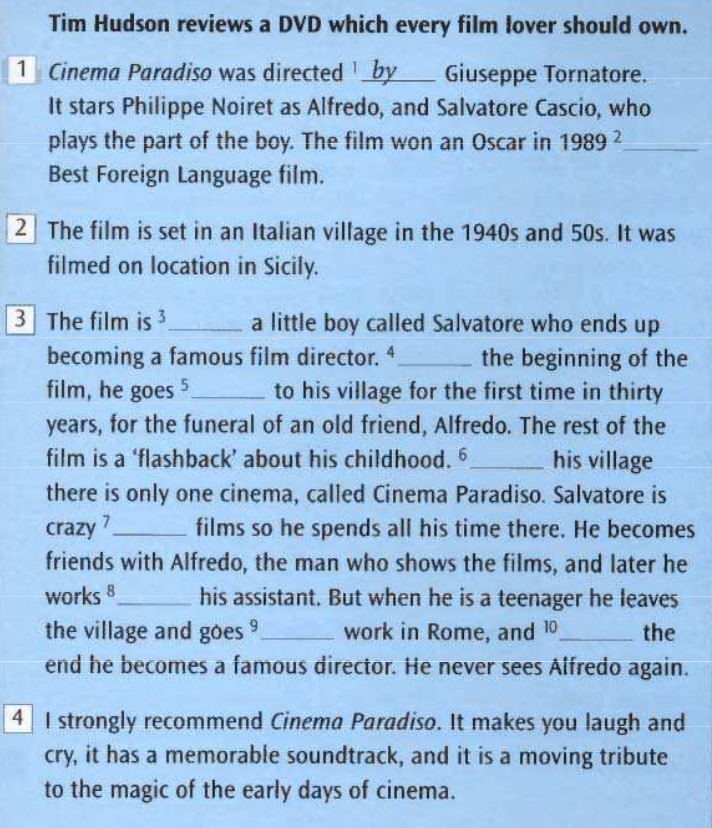 Tim Hudson reviews a DVD which every film lover should own.
1 Cinema Paradiso was directed 1 by Giuseppe Tornatore.
It stars Philippe Noiret as Alfredo, and Salvatore Cascio, who
plays the part of the boy. The film won an Oscar in 1989 2 ______
Best Foreign Language film.
2 The film is set in an Italian village in the 1940s and 50s. It was
filmed on location in Sicily.
3 The film is 3 ______ a little boy called Salvatore who ends up
becoming a famous film director. 4 ______ the beginning of the
film, he goes 5 ______ to his village for the first time in thirty
years, for the funeral of an old friend, Alfredo. The rest of the
film is a 'flashback' about his childhood. 6 ______ his village
there is only one cinema, called Cinema Paradiso. Salvatore is
crazy 7 ______ films so he spends all his time there. He becomes
friends with Alfredo, the man who shows the films, and later he
works 8 ______ his assistant. But when he is a teenager he leaves
the village and goes 9 ______ work in Rome, and 10 ______ the
end he becomes a famous director. He never sees Alfredo again.
4 I strongly recommend Cinema Paradiso. It makes you laugh and
cry, it has a memorable soundtrack, and it is a moving tribute
to the magic of the early days of cinema.